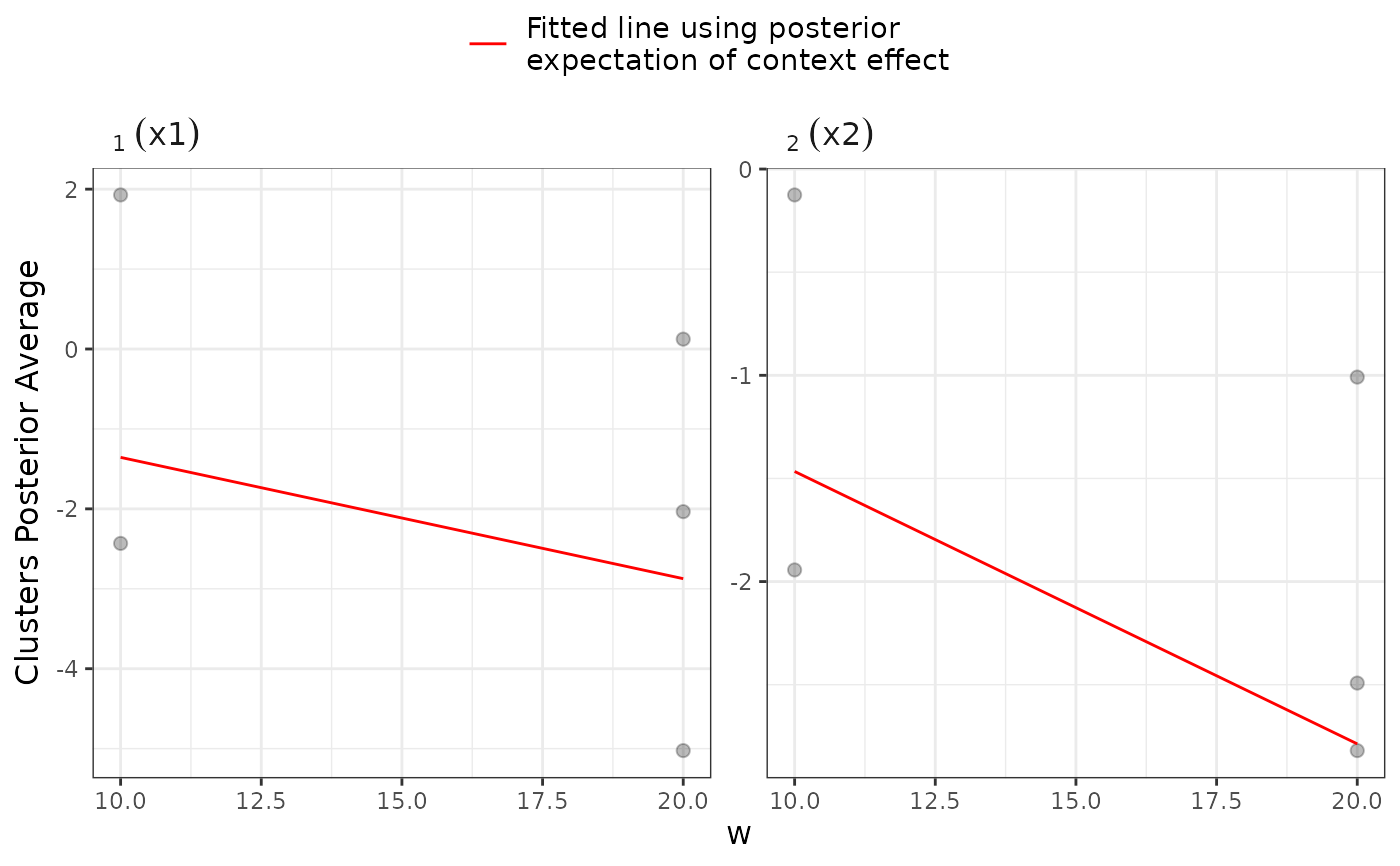 Fitted line using posterior
expectation of context effect
1 (x1)
2 (x2)
Clusters Posterior Average
2
0
-2
-4
0
-1
-2
10.0 12.5 15.0 17.5 20.0
10.0 12.5 15.0 17.5 20.0
w